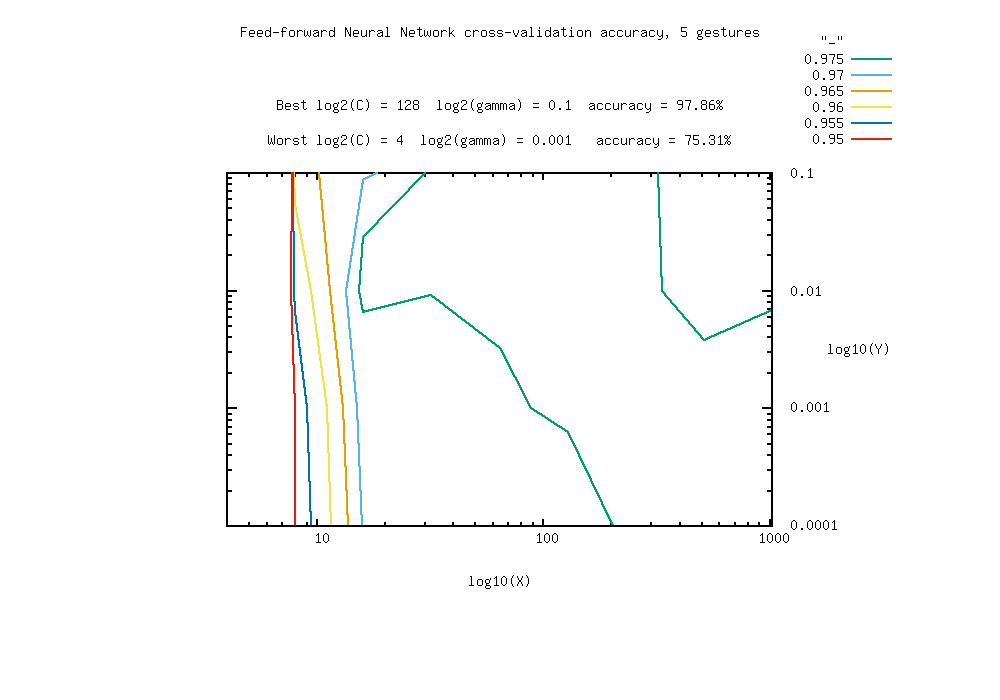 Feed-forward Neural Network cross-validation accuracy, 5 gestures
"_"
0.975
0.97
0.965
0.96
0.955
0.95
Best log2(C) = 128  log2(gamma) = 0.1  accuracy = 97.86%
Worst log2(C) = 4  log2(gamma) = 0.001   accuracy = 75.31%
0.1
0.01
log10(Y)
0.001
0.0001
10
100
1000
log10(X)